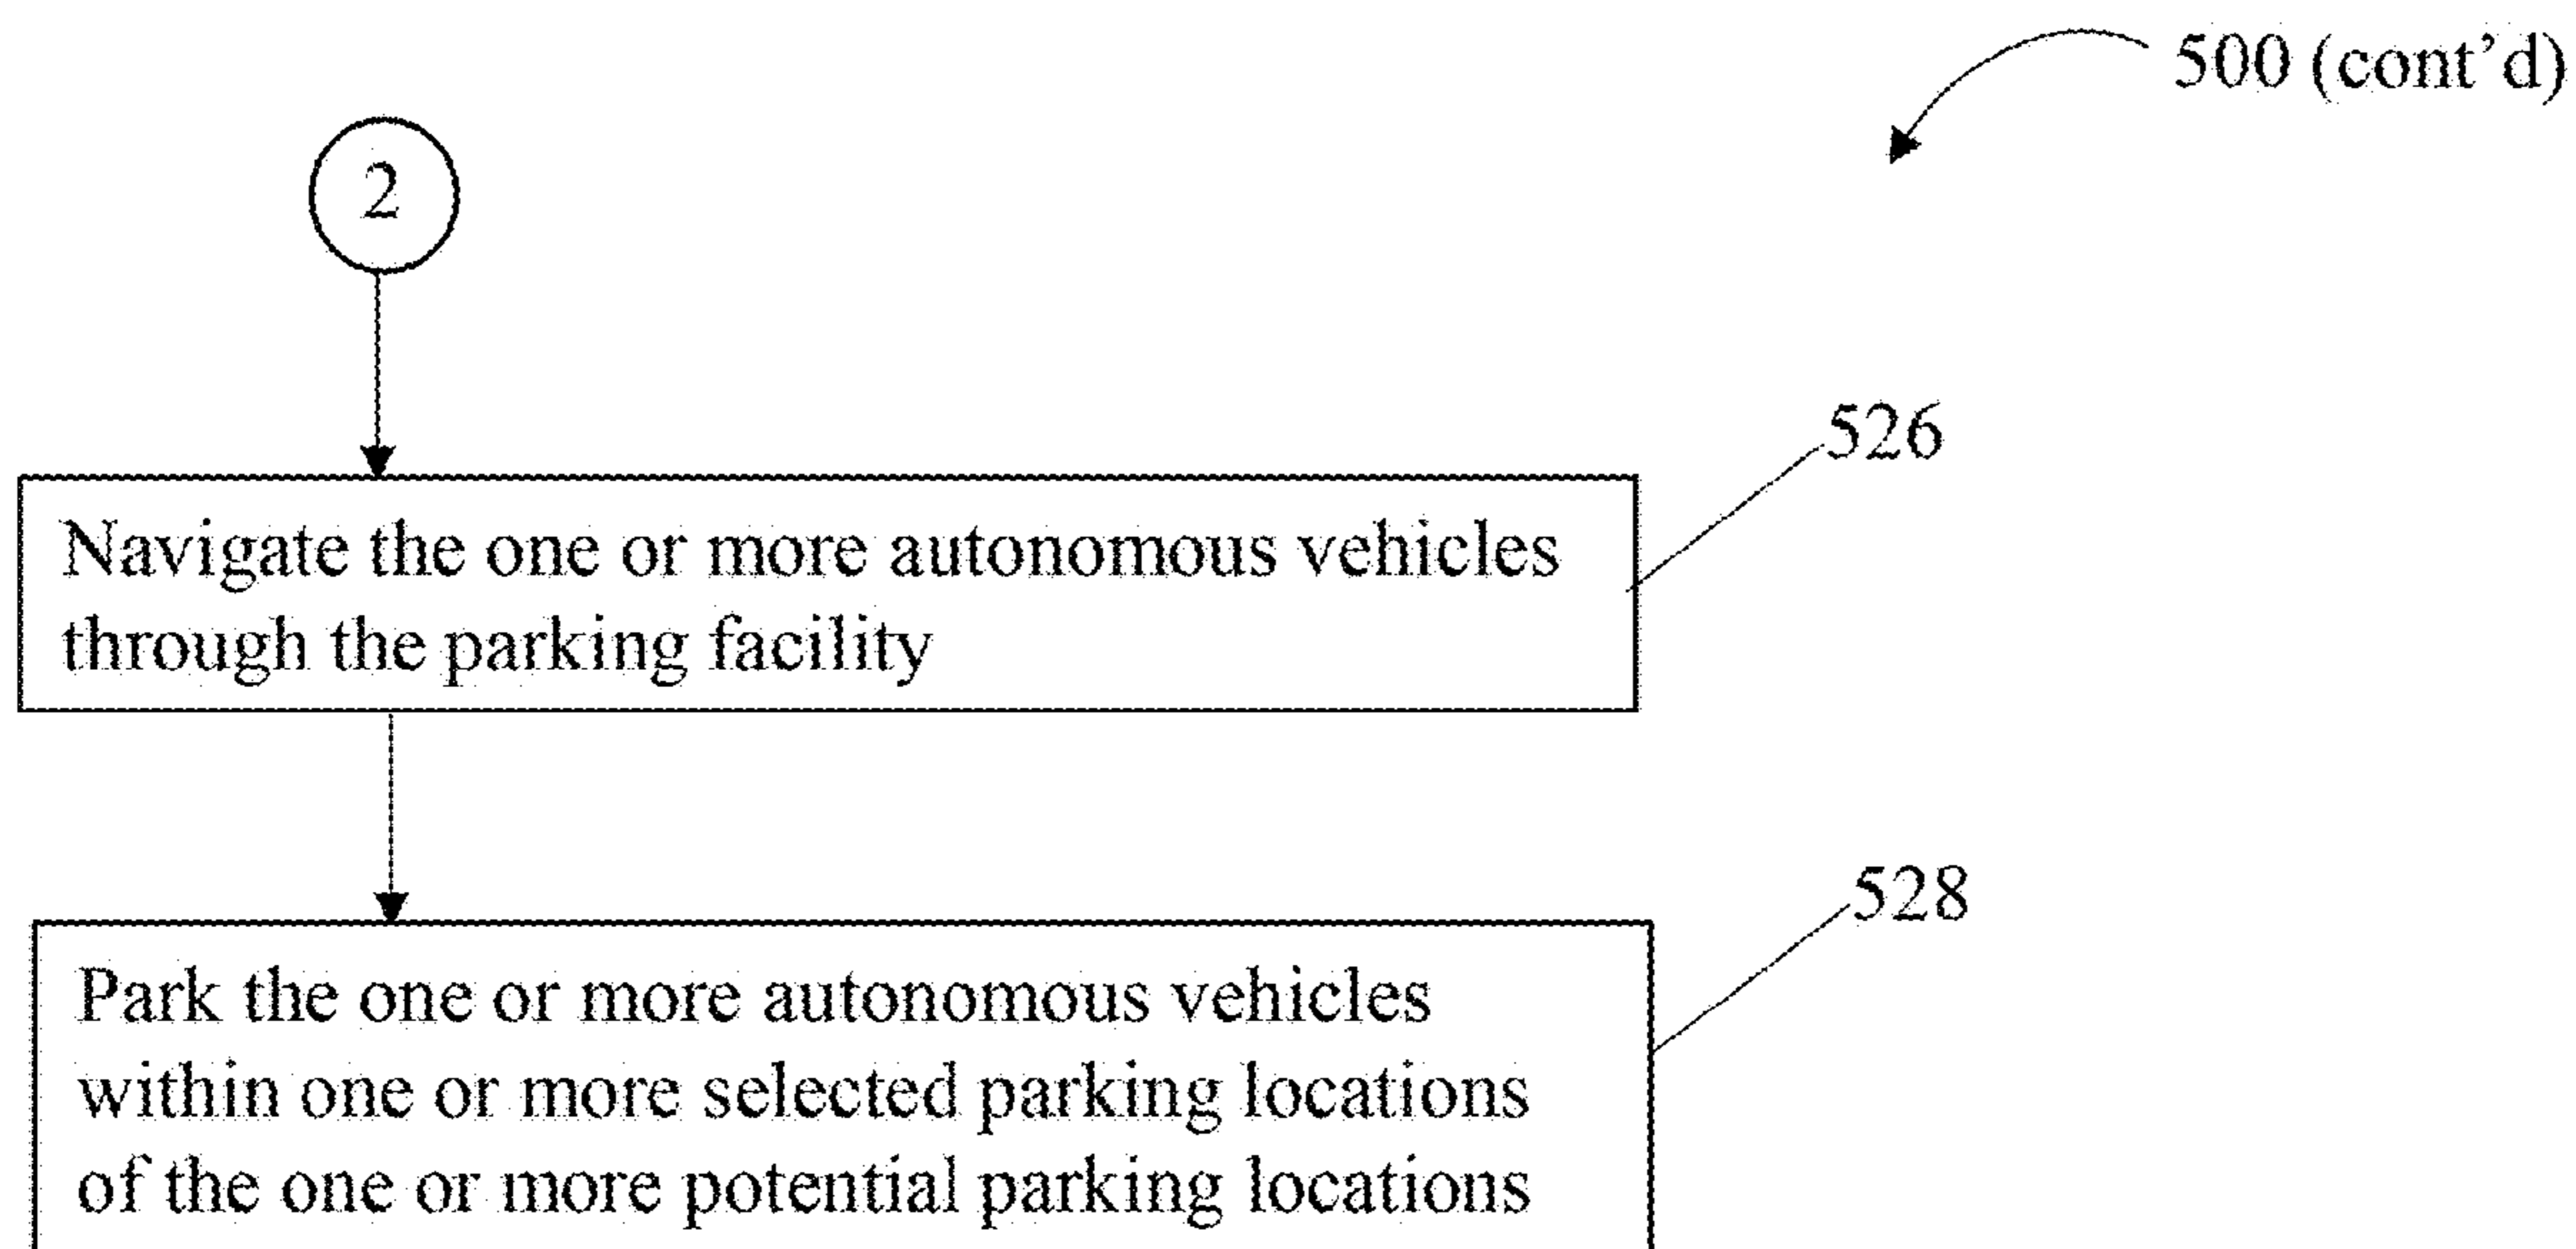 500 (cont’d)
2
526
Navigate the one or more autonomous vehicles
through the parking facility
528
Park the one or more autonomous vehicles
within one or more selected parking locations
of the one or more potential parking locations